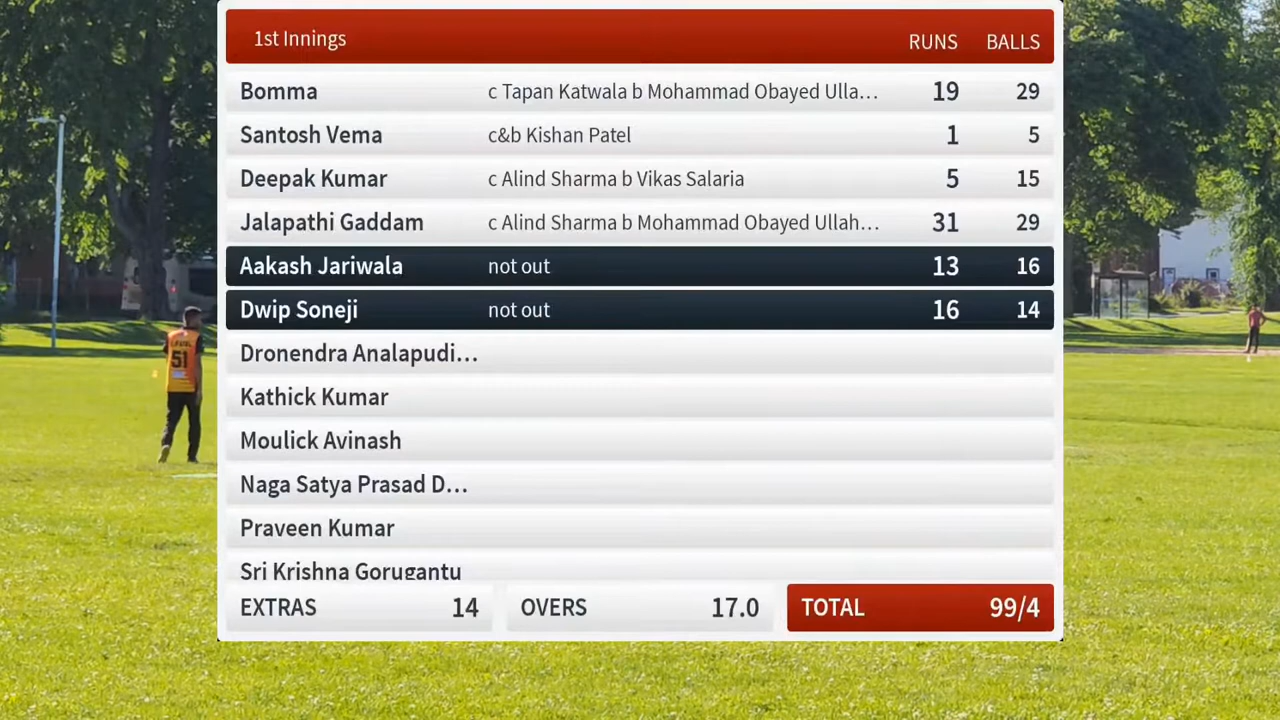 1st Innings RUNS BALLS
Bomma c Tapan Katwala b Mohammad Obayed Ulla… 19 29
Santosh Vema c&b Kishan Patel 1 5
Deepak Kumar c Alind Sharma b Vikas Salaria 5 15
Jalapathi Gaddam c Alind Sharma b Mohammad Obayed Ullah… 31 29
Aakash Jariwala not out 13 16
Dwip Soneji not out 16 14
Dronendra Analapudi…
Kathick Kumar
Moulick Avinash
Naga Satya Prasad D…
Praveen Kumar
Sri Krishna Gorugantu
EXTRAS 14 OVERS 17.0 TOTAL 99/4
51